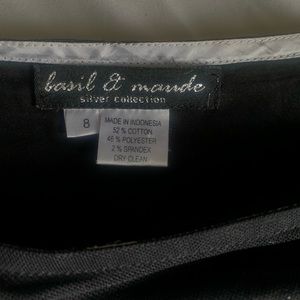 basil & maude
silver collection
8
MADE IN INDONESIA
52 % COTTON
46 % POLYESTER
2 % SPANDEX
DRY CLEAN